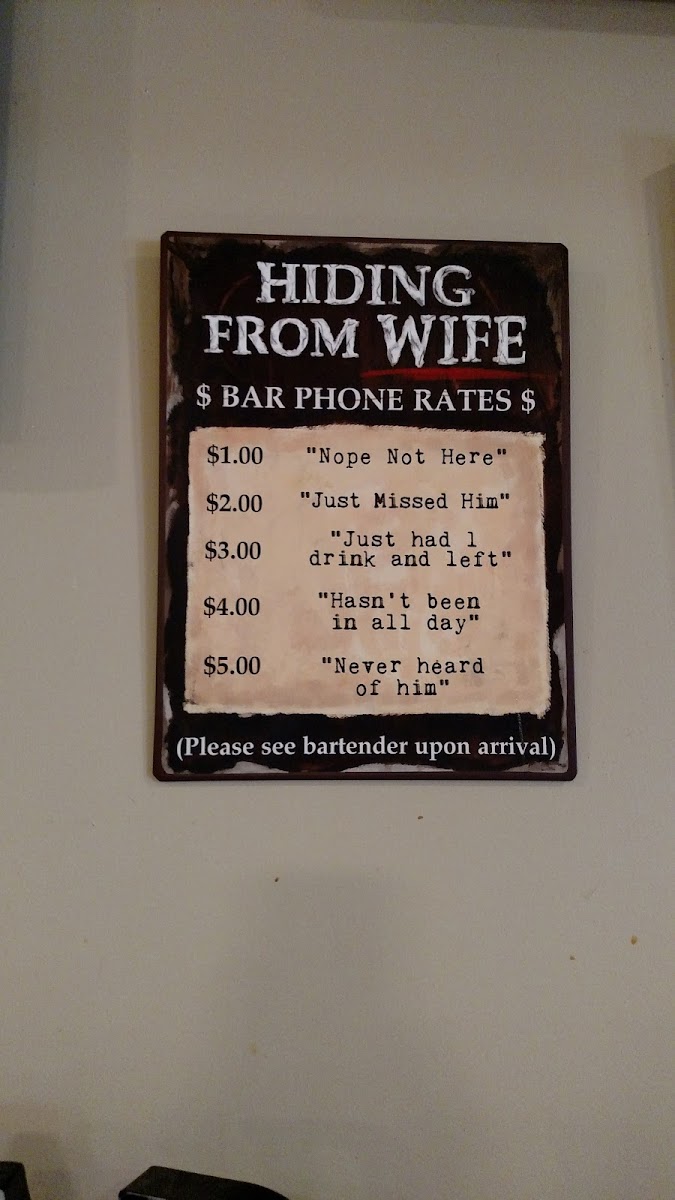 HIDING
FROM WIFE
$ BAR PHONE RATES $
$1.00 "Nope Not Here"
$2.00 "Just Missed Him"
$3.00 "Just had 1
drink and left"
$4.00 "Hasn't been
in all day"
$5.00 "Never heard
of him"
(Please see bartender upon arrival)